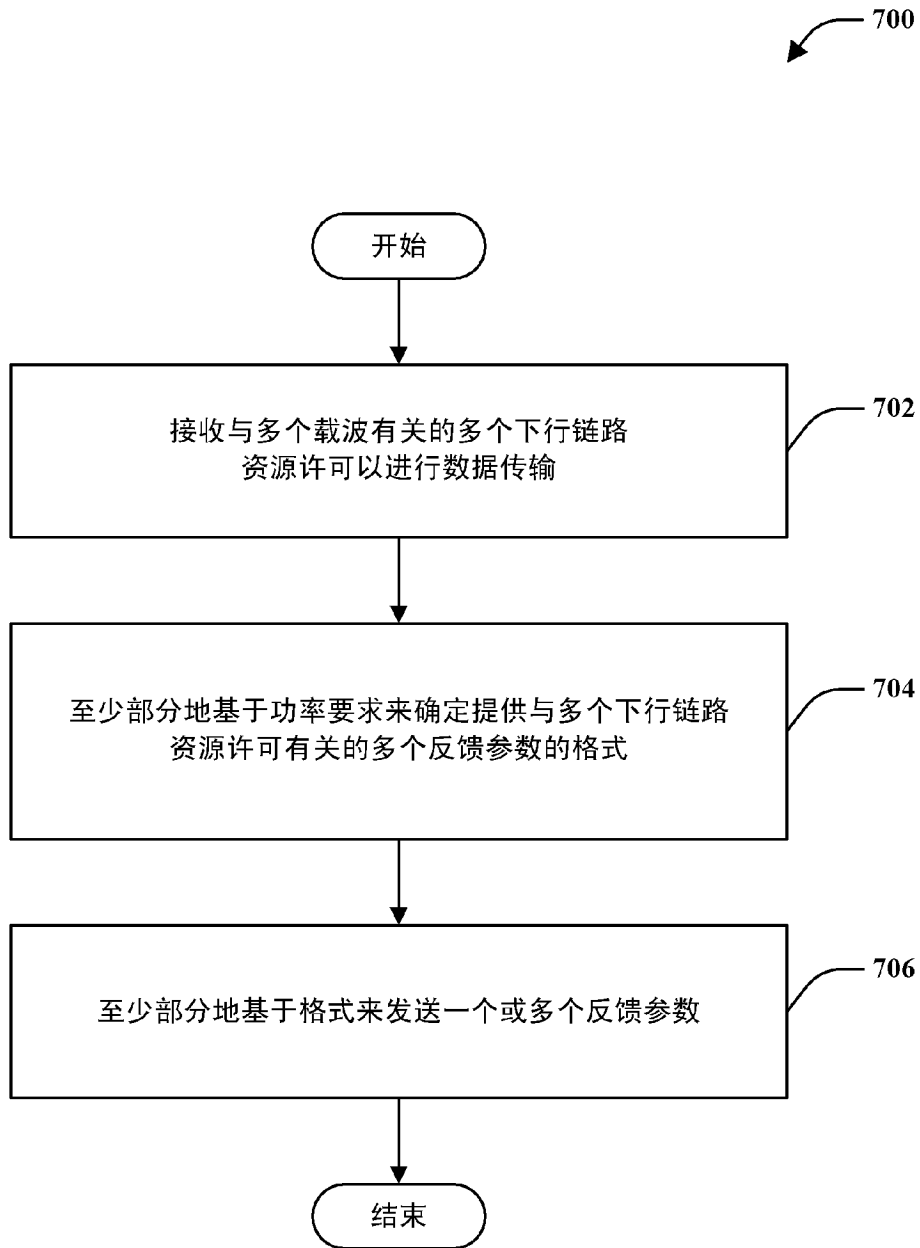 700
开始
接收与多个载波有关的多个下行链路
资源许可以进行数据传输
702
至少部分地基于功率要求来确定提供与多个下行链路
资源许可有关的多个反馈参数的格式
704
至少部分地基于格式来发送一个或多个反馈参数
706
结束